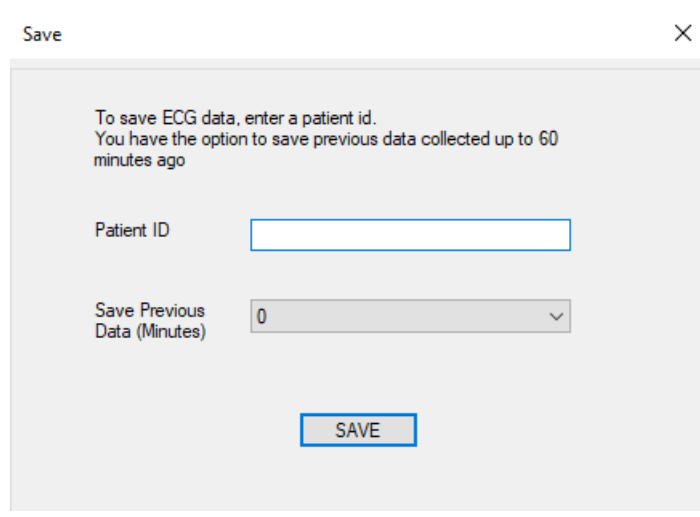 Save
To save ECG data, enter a patient id.
You have the option to save previous data collected up to 60
minutes ago
Patient ID
Save Previous
Data (Minutes)
0
SAVE